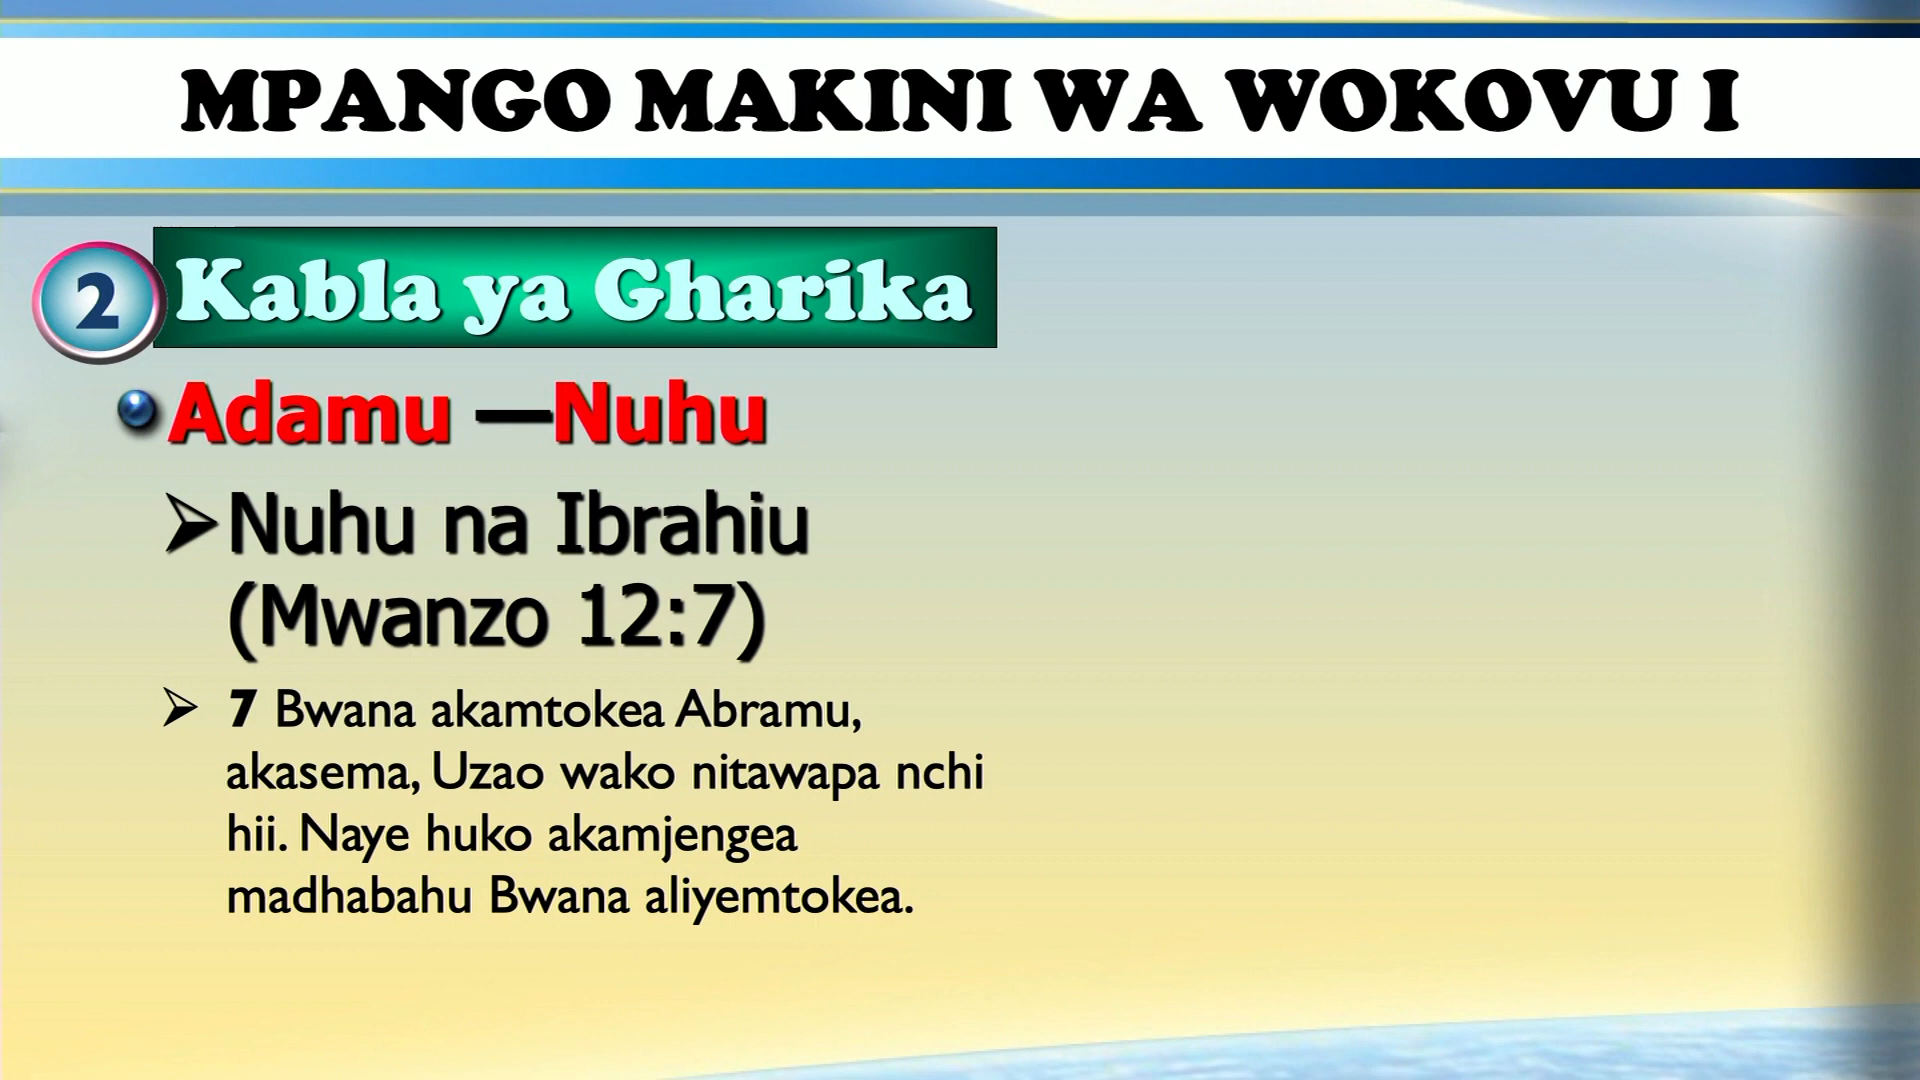 MPANGO MAKINI WA WOKOVU I
2 Kabla ya Gharika
Adamu —Nuhu
Nuhu na Ibrahiu
(Mwanzo 12:7)
7 Bwana akamtokea Abramu,
akasema, Uzao wako nitawapa nchi
hii. Naye huko akamjengea
madhabahu Bwana aliyemtokea.